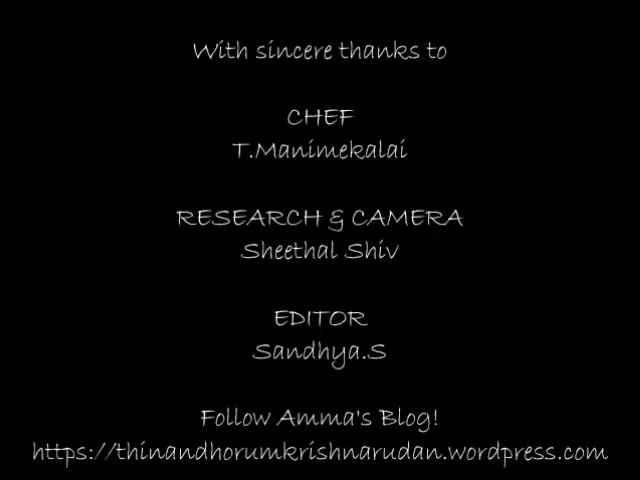 With sincere thanks to
CHEF
T.Manimekalai
RESEARCH & CAMERA
Sheethal Shiv
EDITOR
Sandhya.S
Follow Amma's Blog!
https://thinandhorumkrishnarudan.wordpress.com